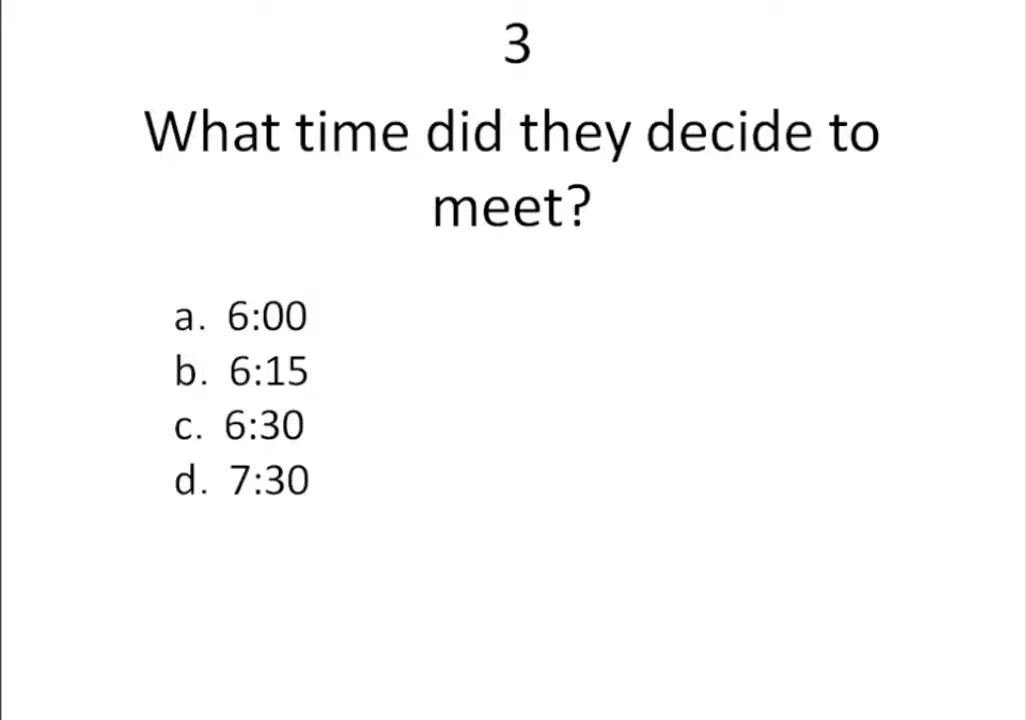 3
What time did they decide to
meet?
a. 6:00
b. 6:15
c. 6:30
d. 7:30